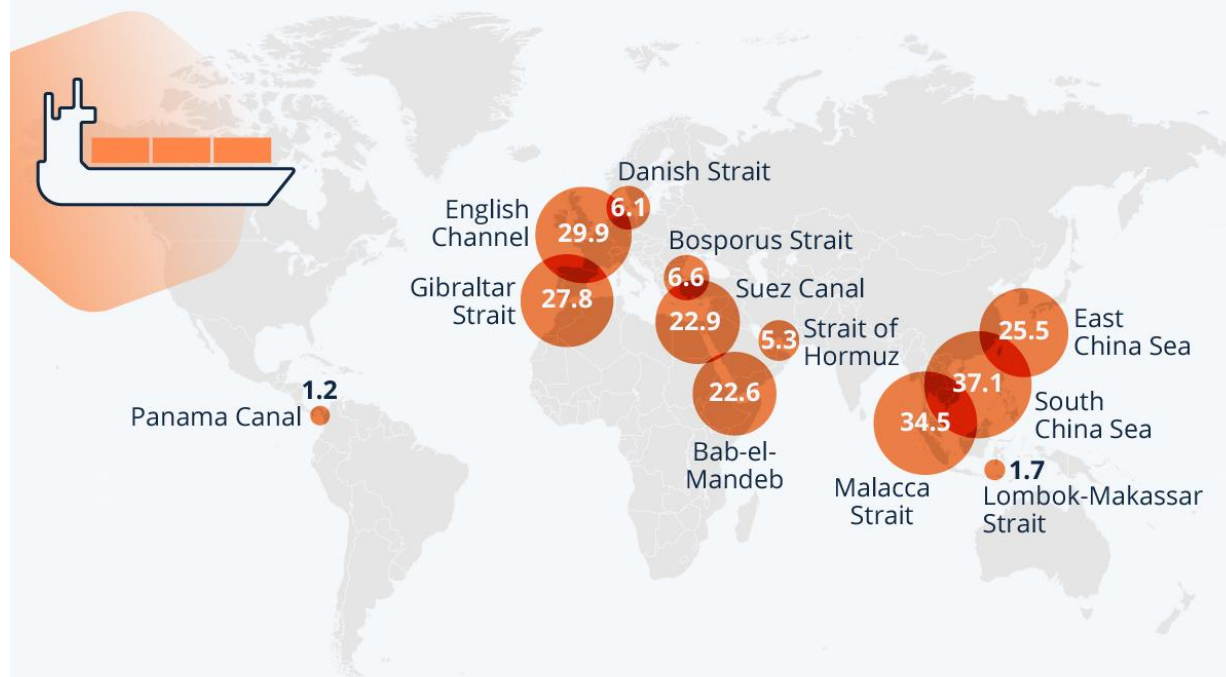 Danish Strait
6.1
English
Channel
29.9
Bosporus Strait
6.6
Gibraltar
Strait
27.8
Suez Canal
22.9
Strait of
Hormuz
5.3
East
China Sea
25.5
1.2
Panama Canal
22.6
Bab-el-
Mandeb
37.1
South
China Sea
34.5
Malacca
Strait
1.7
Lombok-Makassar
Strait